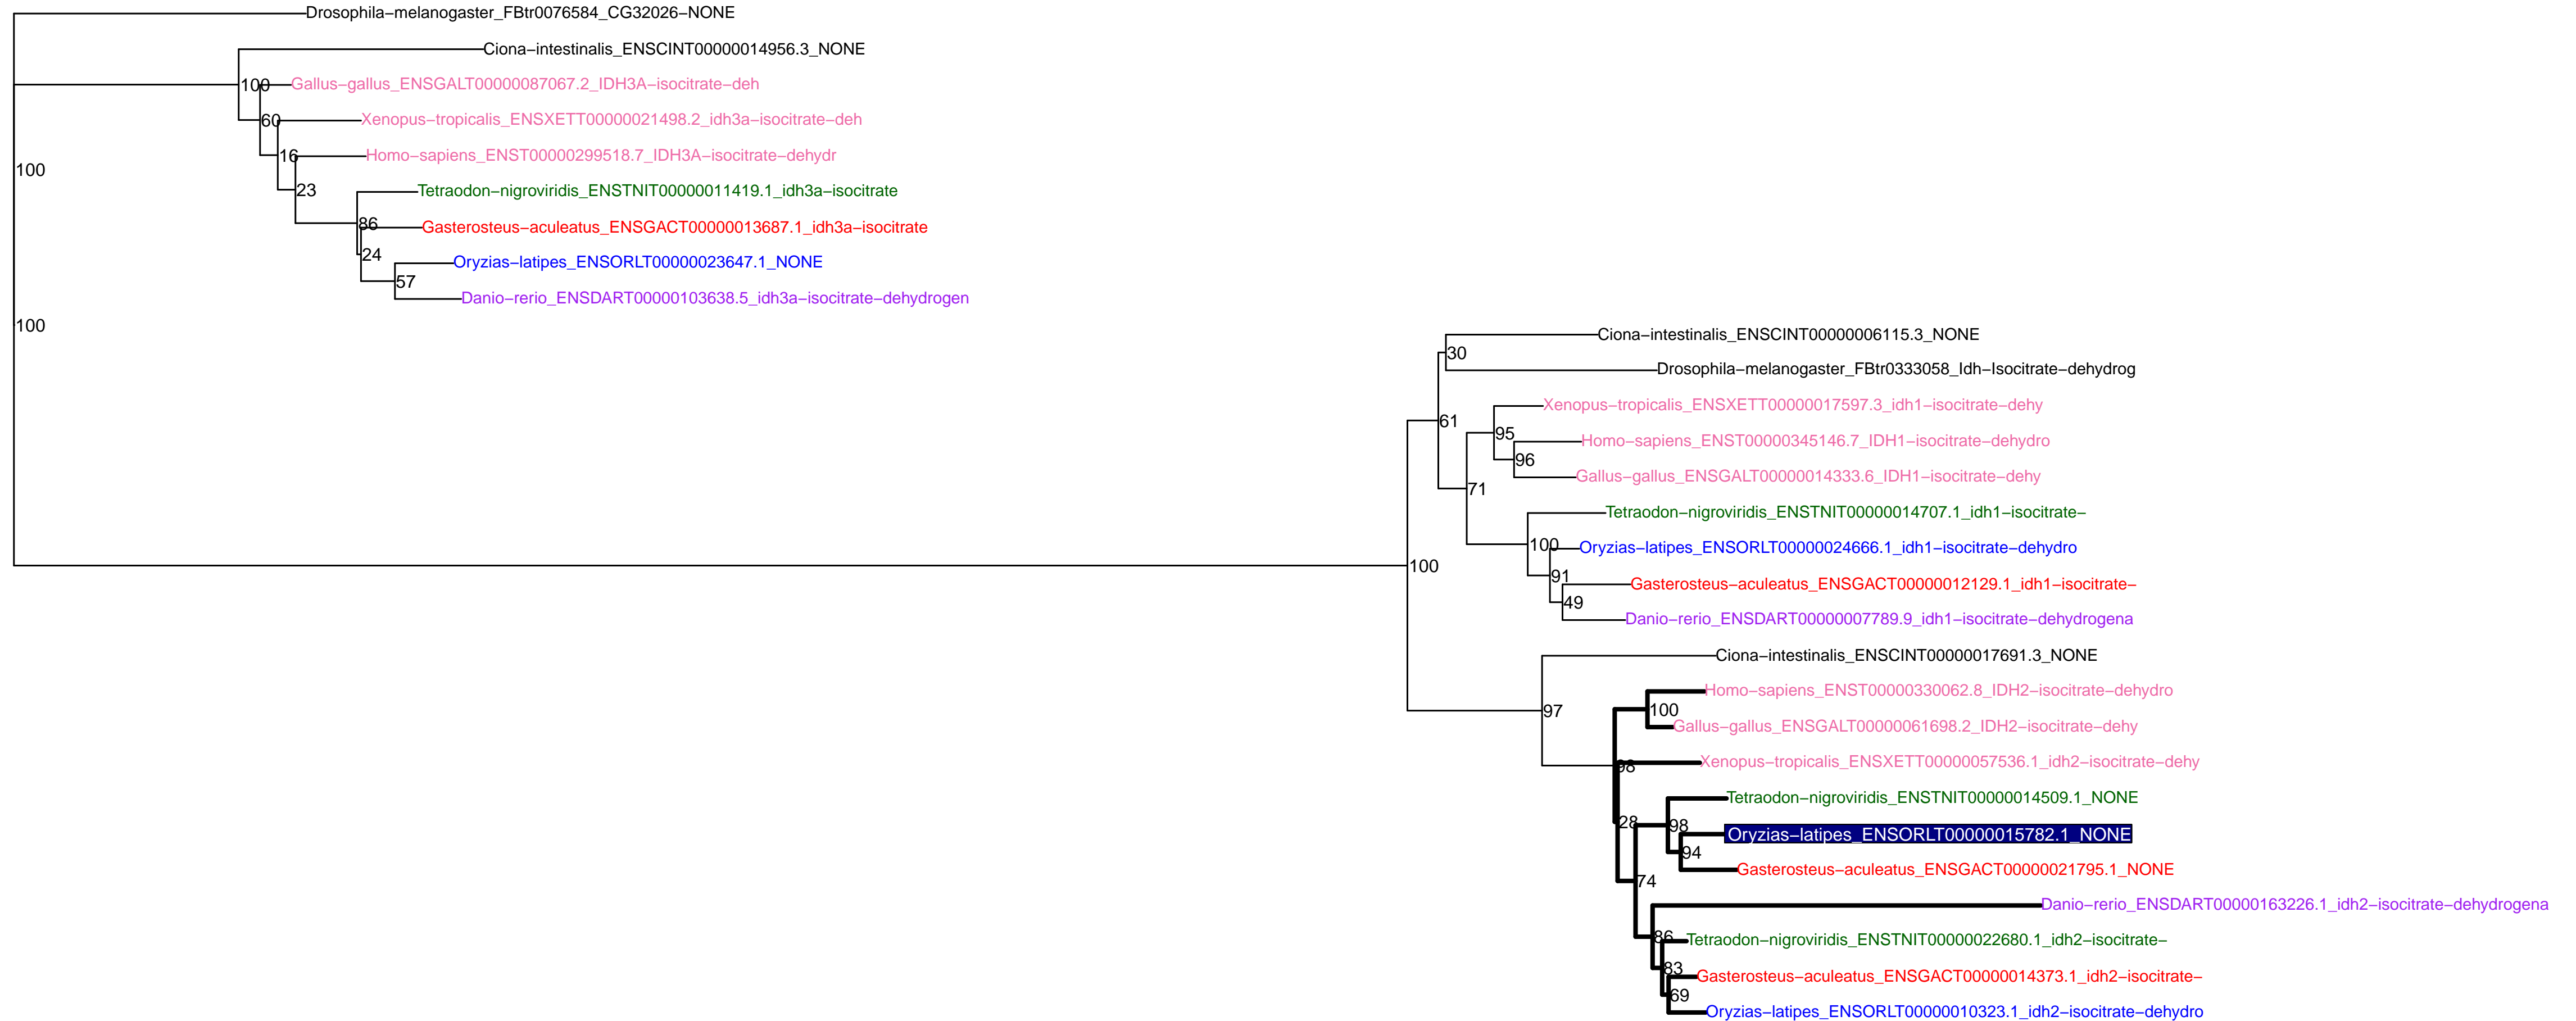 Drosophila−melanogaster_FBtr0076584_CG32026−NONE
Ciona−intestinalis_ENSCINT00000014956.3_NONE
100
Gallus−gallus_ENSGALT00000087067.2_IDH3A−isocitrate−deh
60
Xenopus−tropicalis_ENSXETT00000021498.2_idh3a−isocitrate−deh
16
Homo−sapiens_ENST00000299518.7_IDH3A−isocitrate−dehydr
100
23
Tetraodon−nigroviridis_ENSTNIT00000011419.1_idh3a−isocitrate
86
Gasterosteus−aculeatus_ENSGACT00000013687.1_idh3a−isocitrate
24
Oryzias−latipes_ENSORLT00000023647.1_NONE
57
Danio−rerio_ENSDART00000103638.5_idh3a−isocitrate−dehydrogen
100
Ciona−intestinalis_ENSCINT00000006115.3_NONE
30
Drosophila−melanogaster_FBtr0333058_Idh−Isocitrate−dehydrog
Xenopus−tropicalis_ENSXETT00000017597.3_idh1−isocitrate−dehy
61
95
Homo−sapiens_ENST00000345146.7_IDH1−isocitrate−dehydro
96
Gallus−gallus_ENSGALT00000014333.6_IDH1−isocitrate−dehy
71
Tetraodon−nigroviridis_ENSTNIT00000014707.1_idh1−isocitrate−
100
Oryzias−latipes_ENSORLT00000024666.1_idh1−isocitrate−dehydro
100
91
Gasterosteus−aculeatus_ENSGACT00000012129.1_idh1−isocitrate−
49
Danio−rerio_ENSDART00000007789.9_idh1−isocitrate−dehydrogena
Ciona−intestinalis_ENSCINT00000017691.3_NONE
Homo−sapiens_ENST00000330062.8_IDH2−isocitrate−dehydro
97
100
Gallus−gallus_ENSGALT00000061698.2_IDH2−isocitrate−dehy
98
Xenopus−tropicalis_ENSXETT00000057536.1_idh2−isocitrate−dehy
Tetraodon−nigroviridis_ENSTNIT00000014509.1_NONE
28
98
Oryzias−latipes_ENSORLT00000015782.1_NONE
94
Gasterosteus−aculeatus_ENSGACT00000021795.1_NONE
74
Danio−rerio_ENSDART00000163226.1_idh2−isocitrate−dehydrogena
86
Tetraodon−nigroviridis_ENSTNIT00000022680.1_idh2−isocitrate−
83
Gasterosteus−aculeatus_ENSGACT00000014373.1_idh2−isocitrate−
69
Oryzias−latipes_ENSORLT00000010323.1_idh2−isocitrate−dehydro